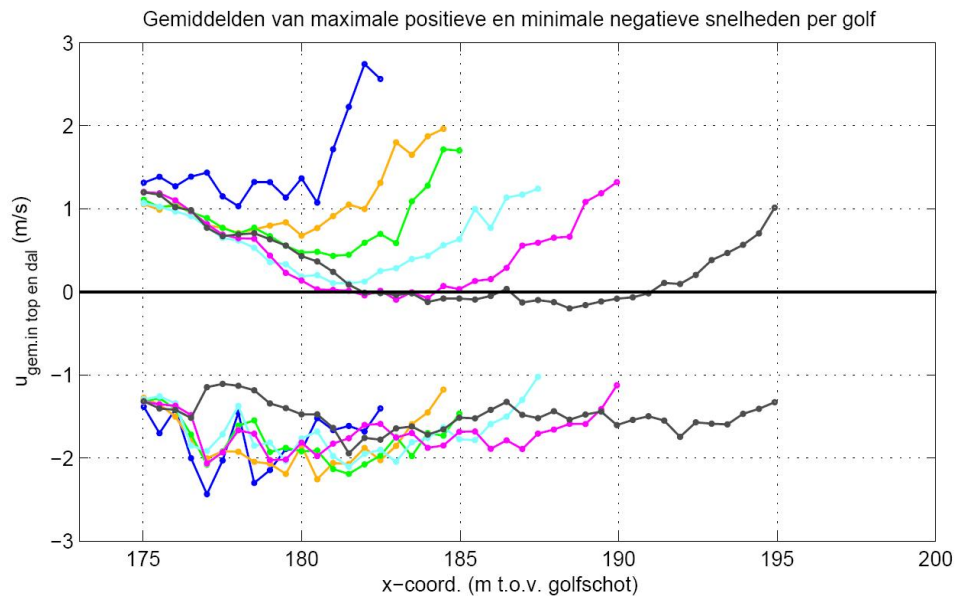 Gemiddelden van maximale positieve en minimale negatieve snelheden per golf
u gem.in top en dal (m/s)
3
2
1
0
−1
−2
−3
175 180 185 190 195 200
x−coord. (m t.o.v. golfschot)